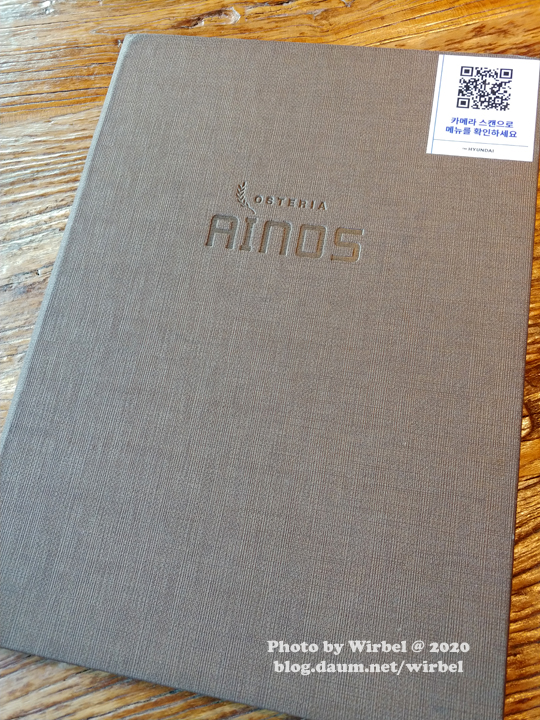 카메라 스캔으로
메뉴를 확인하세요
HYUNDAI
OSTERIA
AINOS
Photo by Wirbel @ 2020
blog.daum.net/wirbel